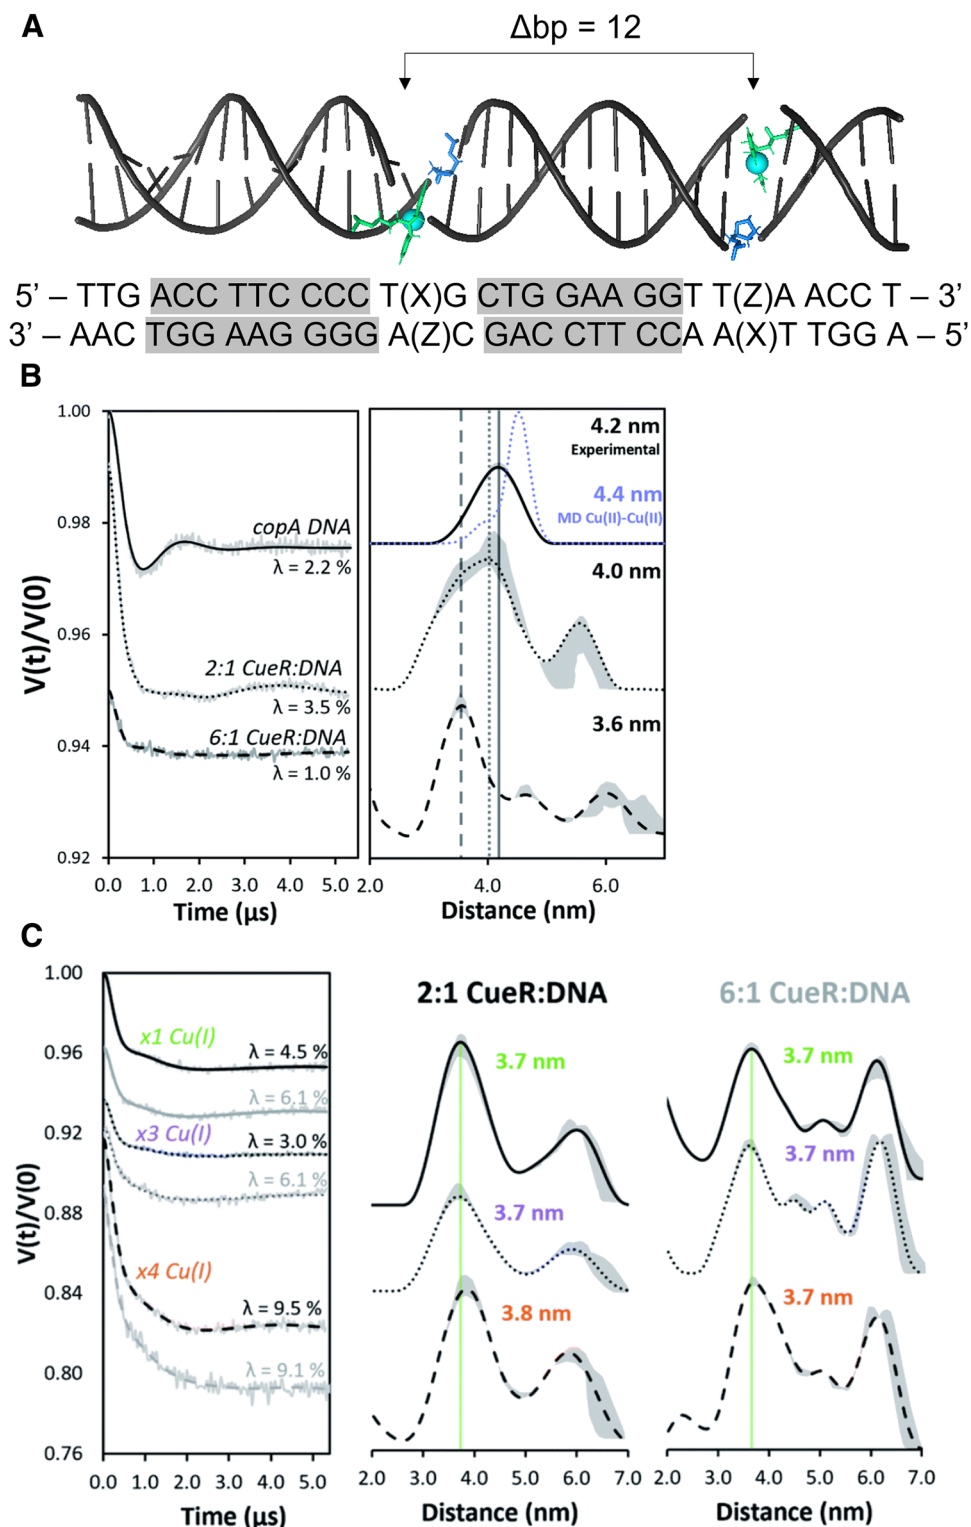 A
Δbp = 12
5’ – TTG ACC TTC CCC T(X)G CTG GAA GGT T(Z)A ACC T – 3’
3’ – AAC TGG AAG GGG A(Z)C GACC CTT CCA A(X)T TGG A – 5’
B
1.00
0.98
0.96
0.94
0.92
V(t)/V(0)
copA DNA
λ = 2.2 %
2:1 CueR:DNA
λ = 3.5 %
6:1 CueR:DNA
λ = 1.0 %
0.0 1.0 2.0 3.0 4.0 5.0
Time (μs)
4.2 nm
Experimental
4.4 nm
MD Cu(II)-Cu(II)
4.0 nm
3.6 nm
2.0 4.0 6.0
Distance (nm)
C
1.00
0.96
0.92
0.88
0.84
0.80
0.76
V(t)/V(0)
x1 Cu(I)
λ = 4.5 %
λ = 6.1 %
x3 Cu(I)
λ = 3.0 %
λ = 6.1 %
x4 Cu(I)
λ = 9.5 %
λ = 9.1 %
0.0 1.0 2.0 3.0 4.0 5.0
Time (μs)
2:1 CueR:DNA
3.7 nm
3.7 nm
3.8 nm
2.0 3.0 4.0 5.0 6.0 7.0
Distance (nm)
6:1 CueR:DNA
3.7 nm
3.7 nm
3.7 nm
2.0 3.0 4.0 5.0 6.0 7.0
Distance (nm)